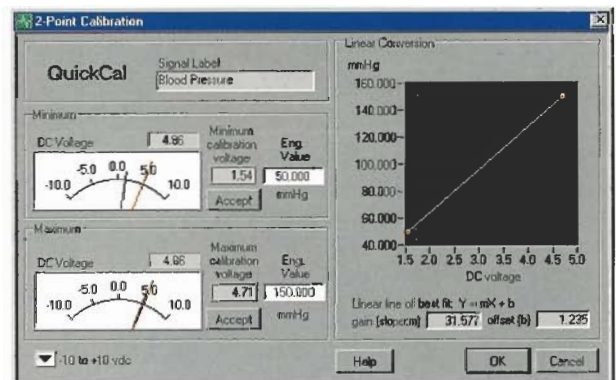 2-Point Calibration
QuickCal
Signal Label
Blood Pressure
Minimum
DC Voltage
4.86
-10.0 -5.0 0.0 5.0 10.0
Minimum calibration voltage
1.54
Accept
Eng. Value
50.000
mmHg
Maximum
DC Voltage
4.86
-10.0 -5.0 0.0 5.0 10.0
Maximum calibration voltage
4.71
Accept
Eng. Value
150.000
mmHg
-10 to +10 vdc
Linear Conversion
mmHg
160.000
140.000
120.000
100.000
80.000
60.000
40.000
1.5 2.0 2.5 3.0 3.5 4.0 4.5 5.0
DC voltage
Linear line of best fit: Y = mX + b
gain (slope,m) 31.577 offset (b) 1.235
Help
OK
Cancel